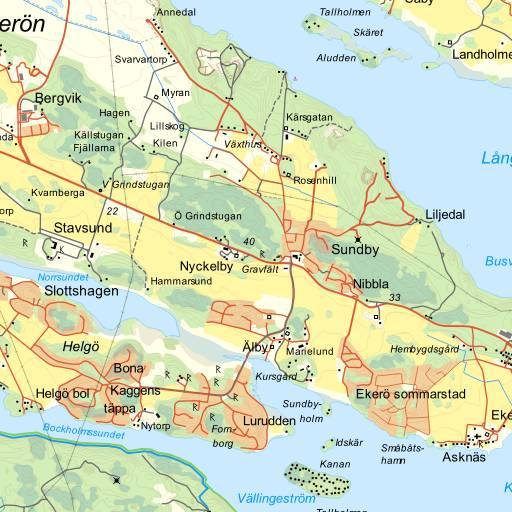 Annedal
Tallholmen
Saby
erön
Skäret
Landholme
Svarvartorp
Aludden
Bergvik
Myran
Hagen
Lillskog
Kärsgatan
Källstugan
Kilen
Växthus
Fjällarna
LÅng
V Grindstugan
Rosenhill
Kvarnberga
22
Ö Grindstugan
Liljedal
orp
Stavsund
40
Sundby
R
K
R
Busv
Nyckelby
Gravfält
Norrsundet
Hammarsund
Nibbla
Slottshagen
33
Helgö
Älby
Marielund
Hembygdsgård
Bona
R
R
R
Kursgård
Helgö bol
Kaggens
täppa
R
R
Ekerö sommarstad
Sundby-
holm
Eke
Nytorp
Forn-
borg
Lurudden
Bockholmssundet
Idskär
Småbåts-
hamn
Asknäs
Kanan
Vällingeström
Tallholmen
K